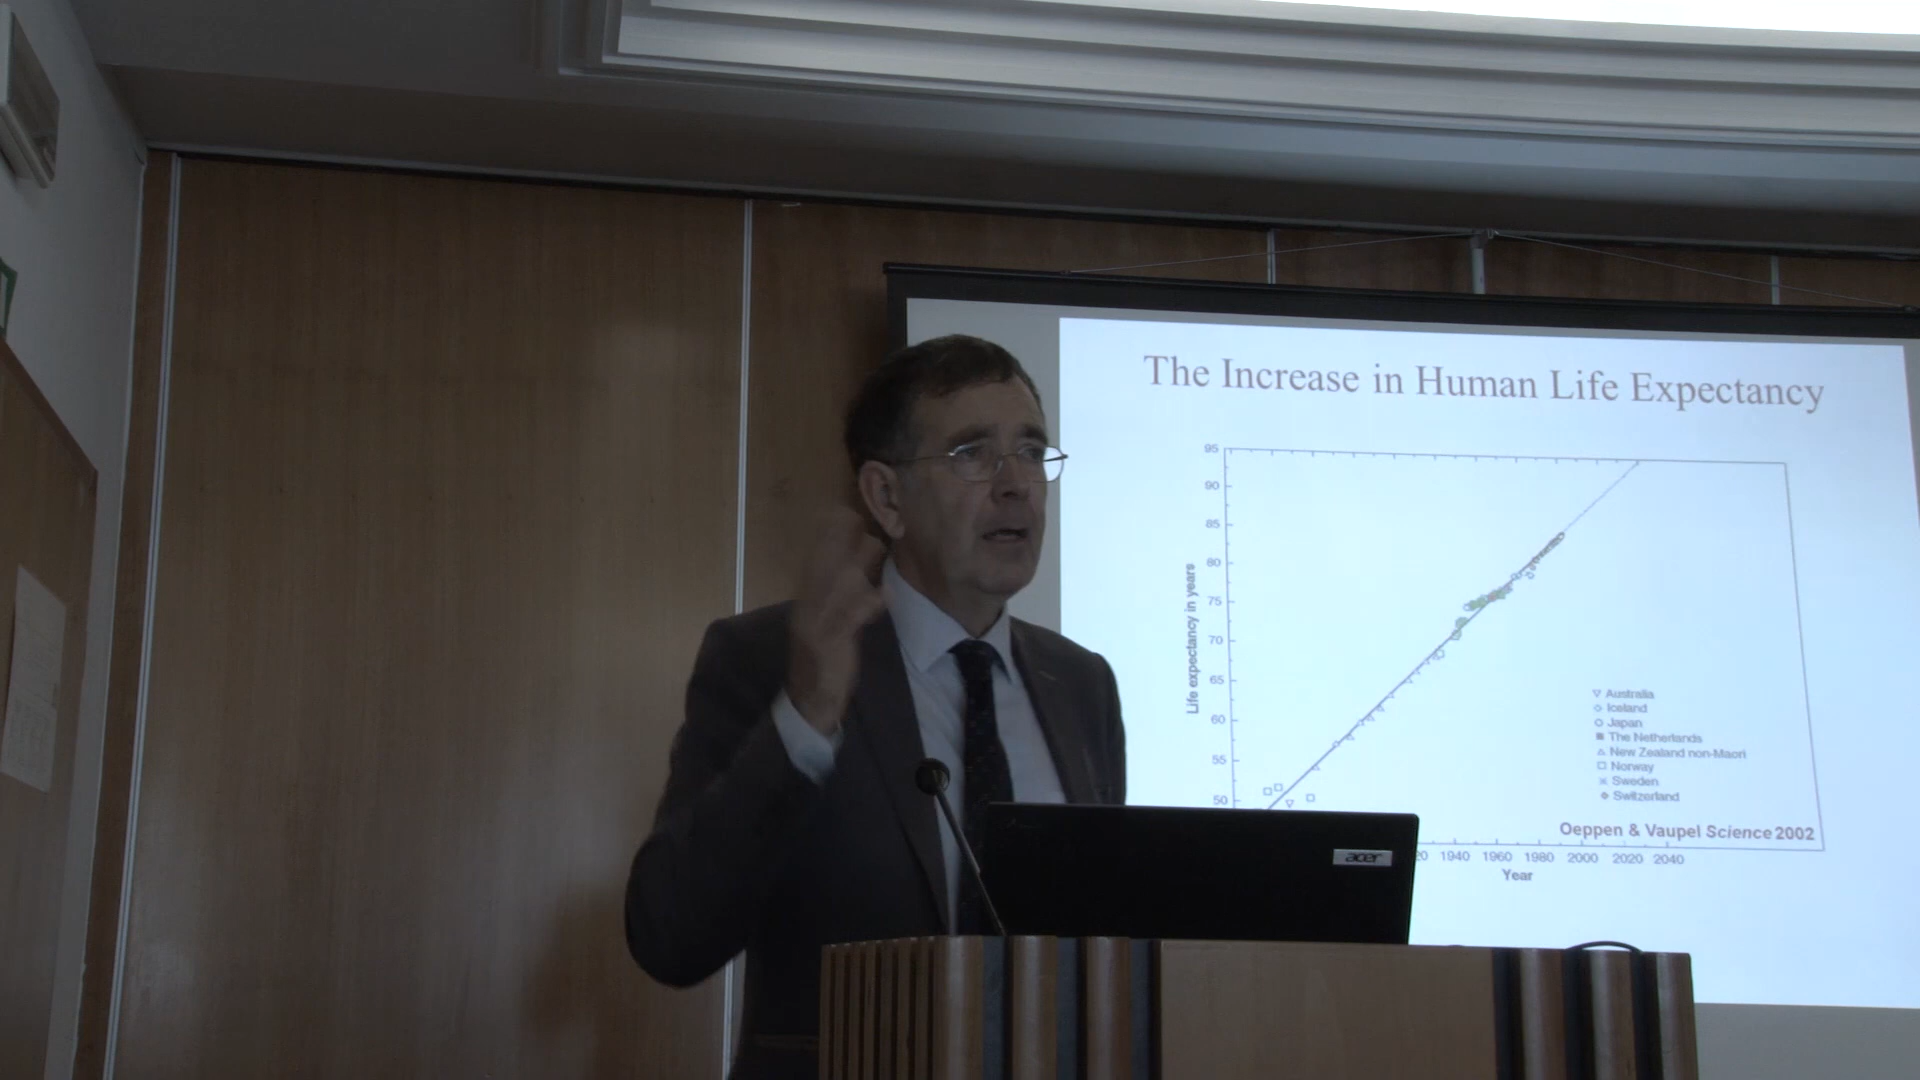 The Increase in Human Life Expectancy
95
90
85
80
75
70
65
60
55
50
Life expectancy in years
Australia
Iceland
Japan
The Netherlands
New Zealand non-Maori
Norway
Sweden
Switzerland
Oeppen & Vaupel Science 2002
20 1940 1960 1980 2000 2020 2040
Year
acer